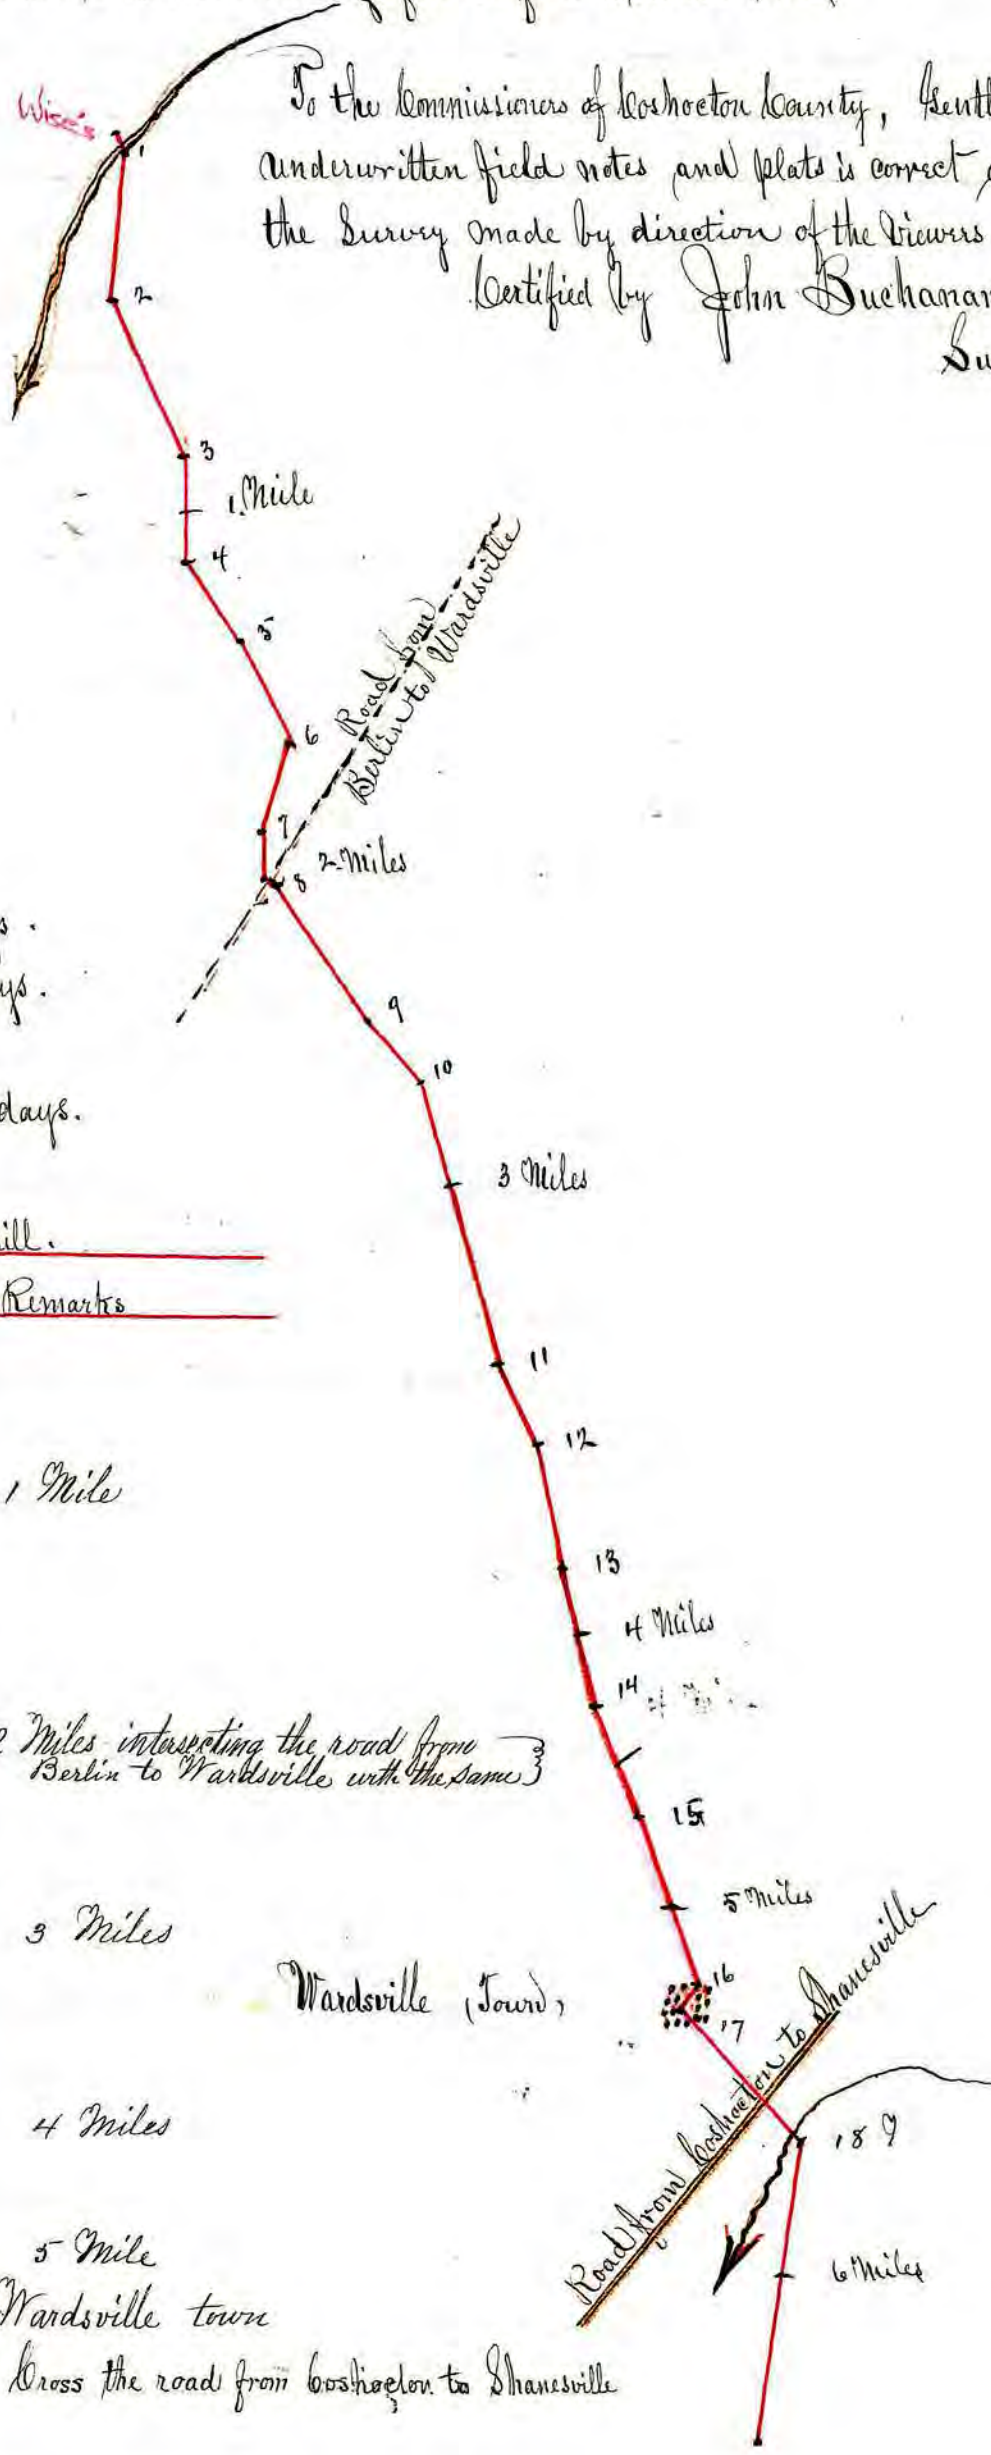 Wise's
To the Commissioners of Coshocton County, Gentl
underwritten field notes and plats is correct
the Survey made by direction of the Viewers
Certified by John Buchanan
Su
1
2
3
1. Mile
4
5
6
Road from
Berlin to Wardsville
7
8
2 Miles
s.
ys.
9
10
days.
3 Miles
ill.
Remarks
11
12
1 Mile
13
4 Miles
14
2 Miles intersecting the road from
Berlin to Wardsville with the same
15
5 Miles
3 Miles
Wardsville (Town)
16
17
Road from Coshocton to Shanesville
4 Miles
18
5 Mile
6 Miles
Wardsville town
Cross the road from Coshocton to Shanesville